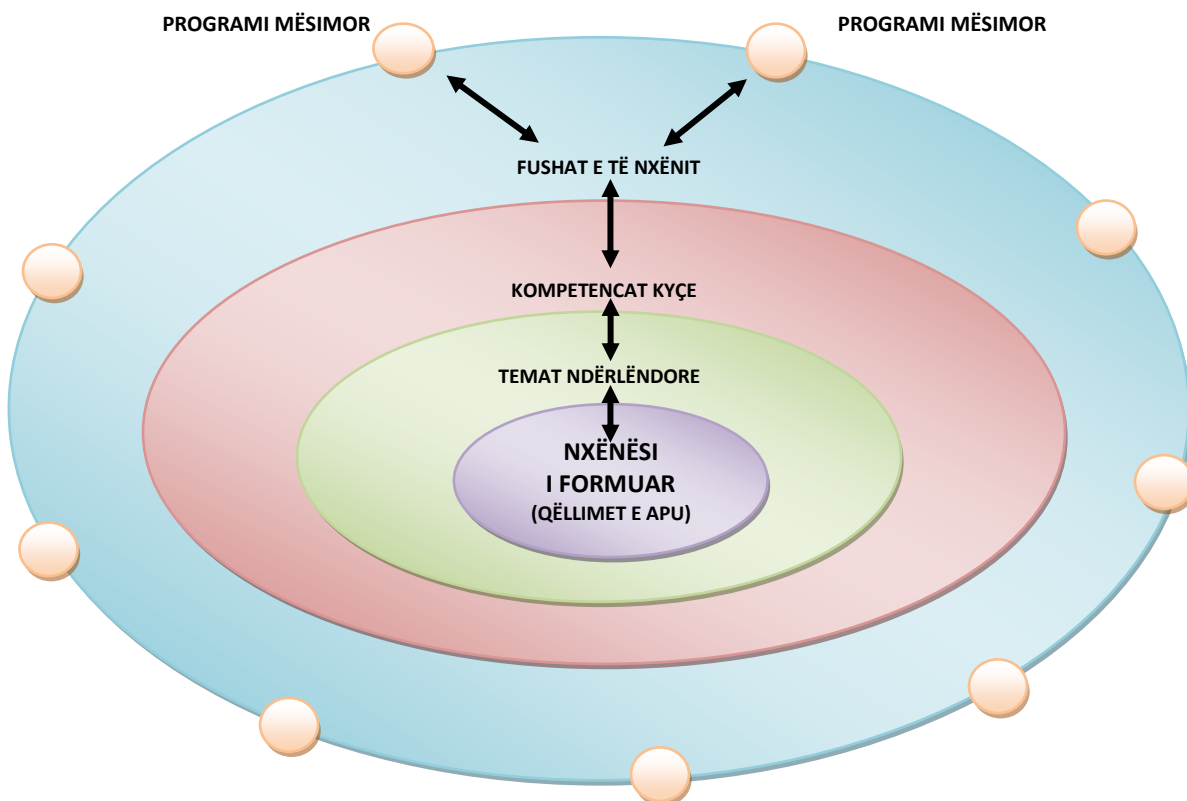 PROGRAMI MËSIMOR
PROGRAMI MËSIMOR
FUSHAT E TË NXËNIT
KOMPETENCAT KYÇE
TEMAT NDËRLËNDORE
NXËNËSI
I FORMUAR
(QËLLIMET E APU)